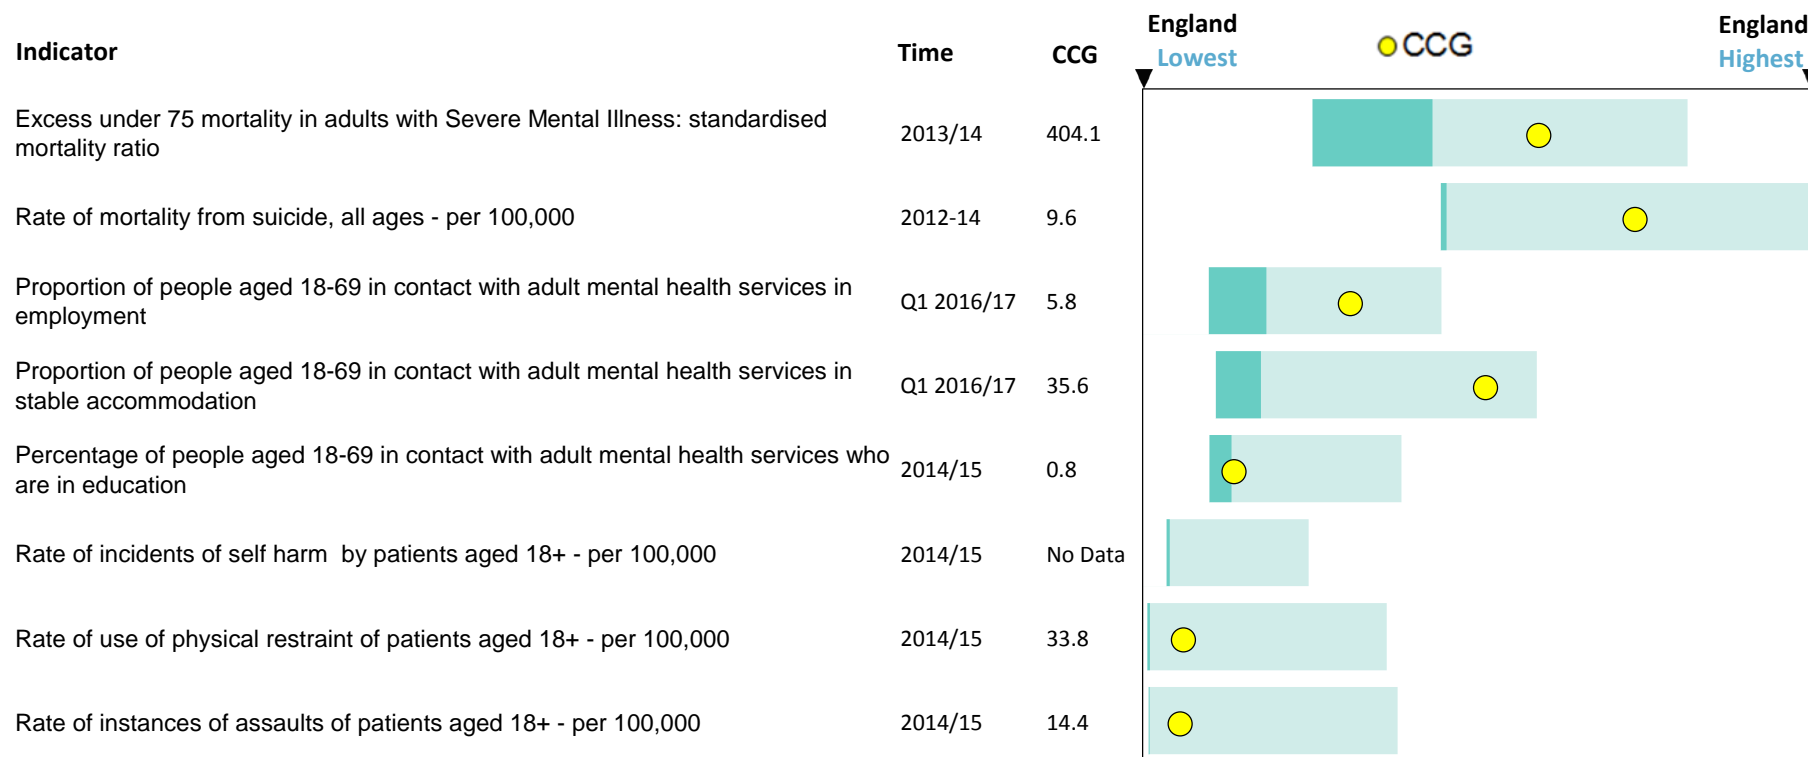 Indicator Time CCG England Lowest CCG England Highest
Excess under 75 mortality in adults with Severe Mental Illness: standardised
mortality ratio
2013/14 404.1
Rate of mortality from suicide, all ages - per 100,000 2012-14 9.6
Proportion of people aged 18-69 in contact with adult mental health services in
employment
Q1 2016/17 5.8
Proportion of people aged 18-69 in contact with adult mental health services in
stable accommodation
Q1 2016/17 35.6
Percentage of people aged 18-69 in contact with adult mental health services who
are in education
2014/15 0.8
Rate of incidents of self harm  by patients aged 18+ - per 100,000 2014/15 No Data
Rate of use of physical restraint of patients aged 18+ - per 100,000 2014/15 33.8
Rate of instances of assaults of patients aged 18+ - per 100,000 2014/15 14.4